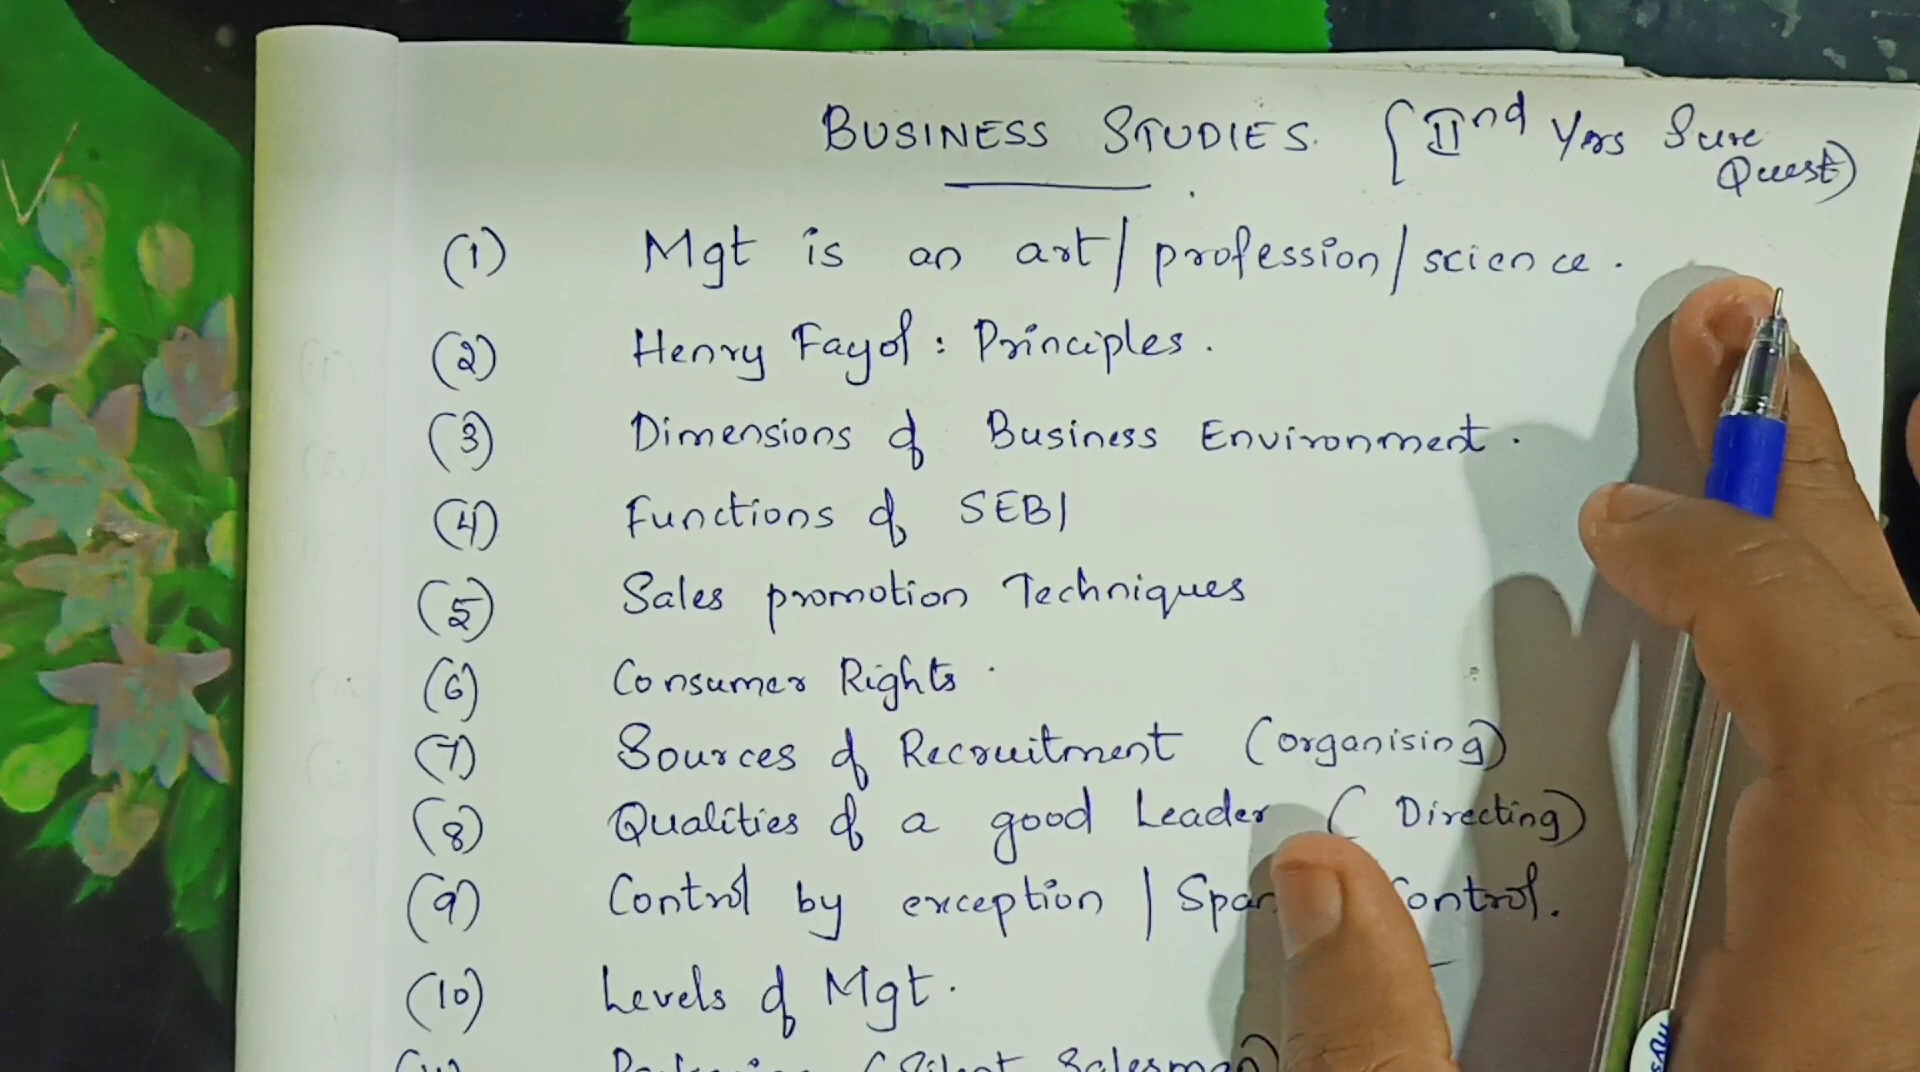 BUSINESS STUDIES. (IInd Yrs Sure Quest)
(1) Mgt is an art/profession/science.
(2) Henry Fayol: Principles.
(3) Dimensions of Business Environment.
(4) Functions of SEBI
(5) Sales promotion Techniques
(6) Consumer Rights.
(7) Sources of Recruitment (organising)
(8) Qualities of a good Leader (Directing)
(9) Control by exception / Control.
(10) Levels of Mgt.
(Silent Salesman)